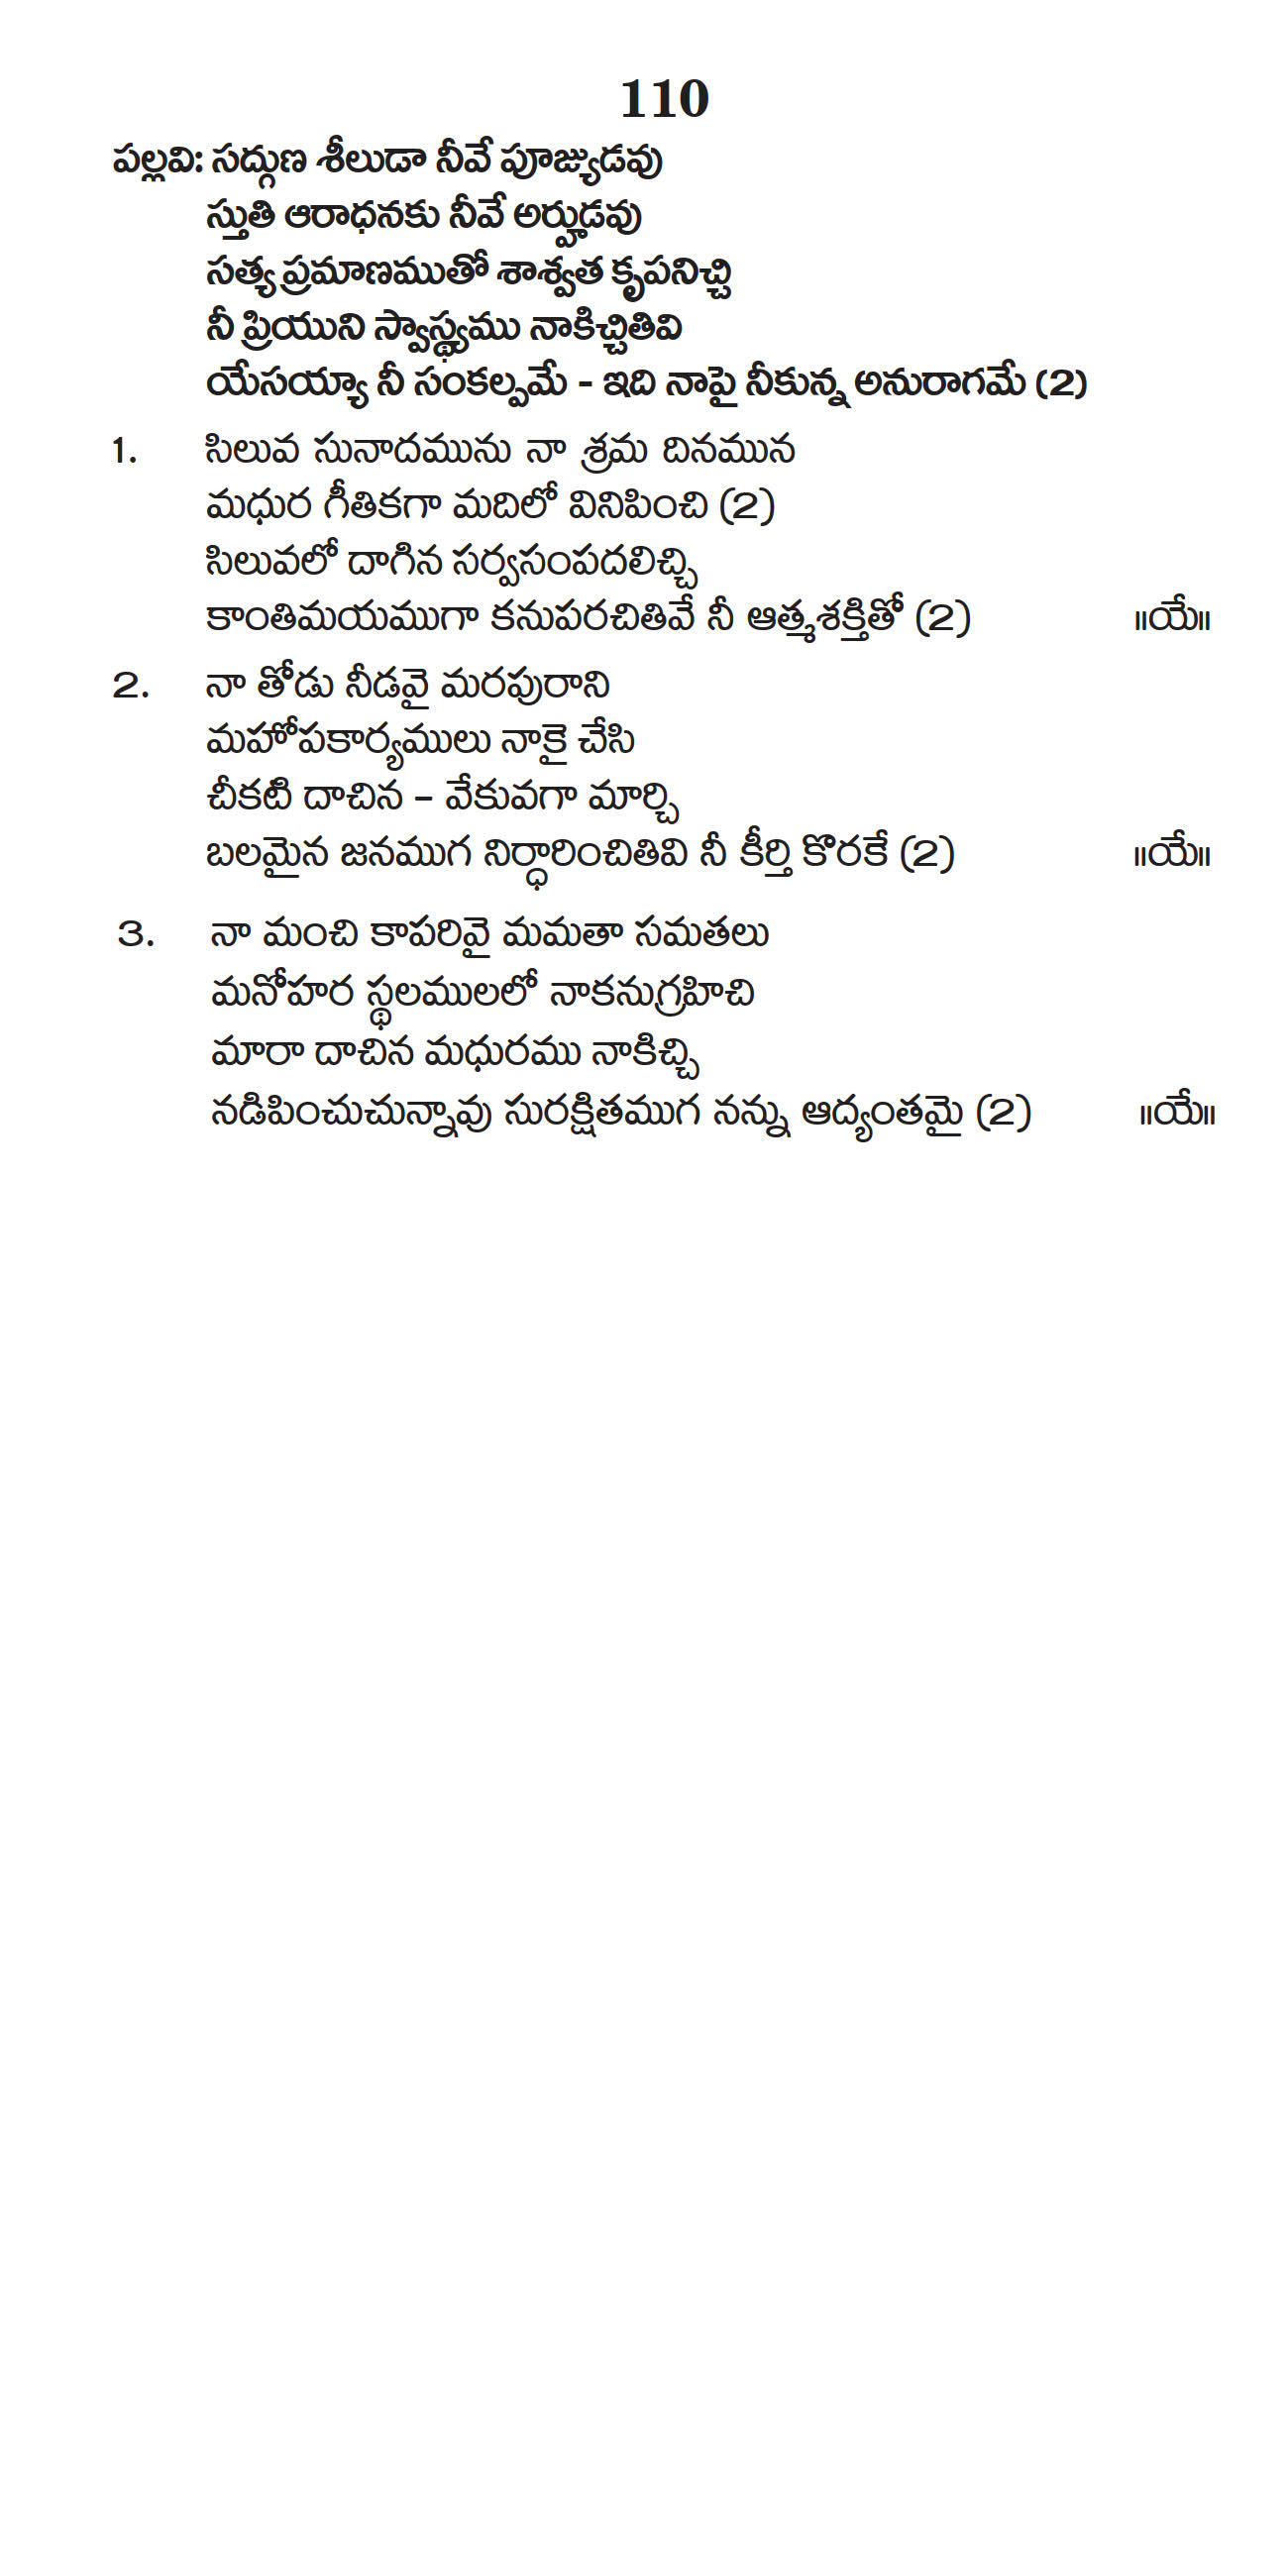 110
పల్లవి: సద్గుణ శీలుడా నీవే పూజ్యుడవు
స్తుతి ఆరాధనకు నీవే అర్హుడవు
సత్య ప్రమాణముతో శాశ్వత కృపనిచ్చి
నీ ప్రియుని స్వాస్థ్యము నాకిచ్చితివి
యేసయ్యా నీ సంకల్పమే - ఇది నాపై నీకున్న అనురాగమే (2)
1. సిలువ సునాదమును నా శ్రమ దినమున
మధుర గీతికగా మదిలో వినిపించి (2)
సిలువలో దాగిన సర్వసంపదలిచ్చి
కాంతిమయముగా కనుపరచితివే నీ ఆత్మశక్తితో (2) ॥యే॥
2. నా తోడు నీడవై మరపురాని
మహోపకార్యములు నాకై చేసి
చీకటి దాచిన – వేకువగా మార్చి
బలమైన జనముగ నిర్ధారించితివి నీ కీర్తి కొరకే (2) ॥యే॥
3. నా మంచి కాపరివై మమతా సమతలు
మనోహర స్థలములలో నాకనుగ్రహిచి
మారా దాచిన మధురము నాకిచ్చి
నడిపించుచున్నావు సురక్షితముగ నన్ను ఆద్యంతమై (2) ॥యే॥